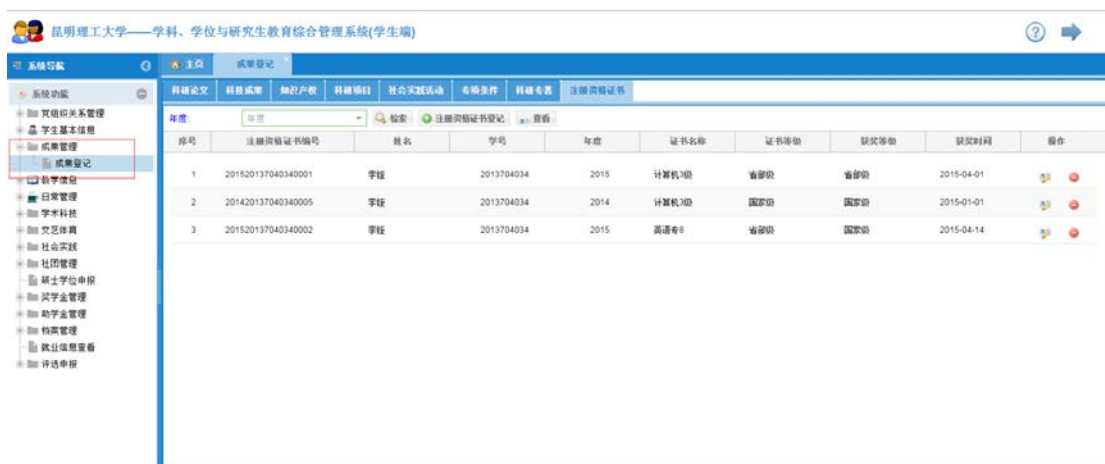 昆明理工大学——学科、学位与研究生教育综合管理系统(学生端)
系统导航
主页 成果登记
系统功能
科研论文 科技成果 知识产权 科研项目 社会实践活动 专项条件 科研专著 注册资格证书
党组织关系管理
年度 年度 检索 注册资格证书登记 查看
学生基本信息
成果管理
序号 注册资格证书编号 姓名 学号 年度 证书名称 证书等级 获奖等级 获奖时间 操作
成果登记
教学信息
1 201520137040340001 李娅 2013704034 2015 计算机3级 省部级 省部级 2015-04-01
日常管理
2 201420137040340005 李娅 2013704034 2014 计算机3级 国家级 国家级 2015-01-01
学术科技
文艺体育
3 201520137040340002 李娅 2013704034 2015 英语专8 省部级 国家级 2015-04-14
社会实践
社团管理
硕士学位申报
奖学金管理
助学金管理
档案管理
就业信息查看
评选申报